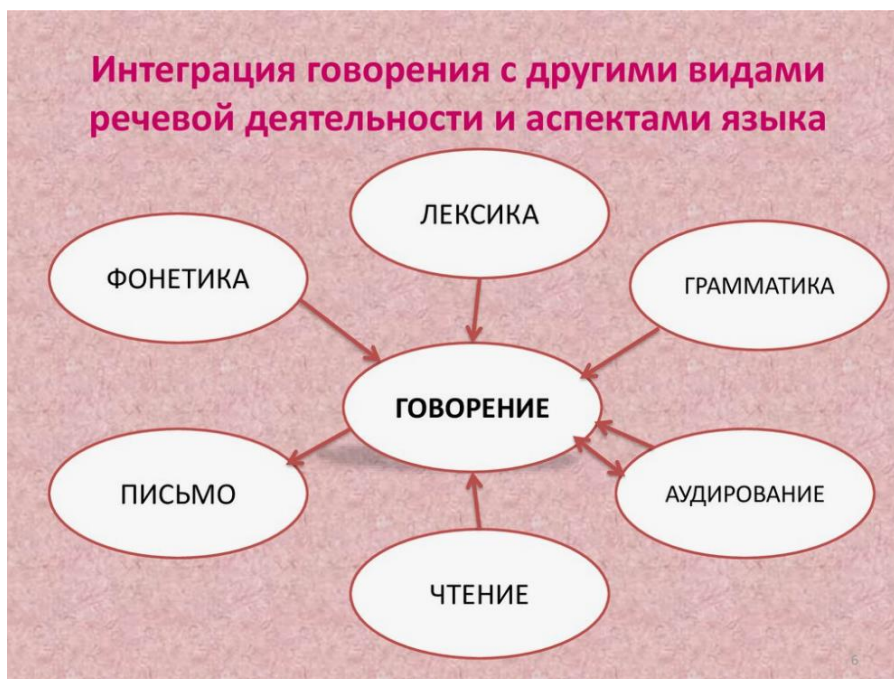 Интеграция говорения с другими видами
речевой деятельности и аспектами языка
ЛЕКСИКА
ФОНЕТИКА
ГРАММАТИКА
ГОВОРЕНИЕ
ПИСЬМО
АУДИРОВАНИЕ
ЧТЕНИЕ
6